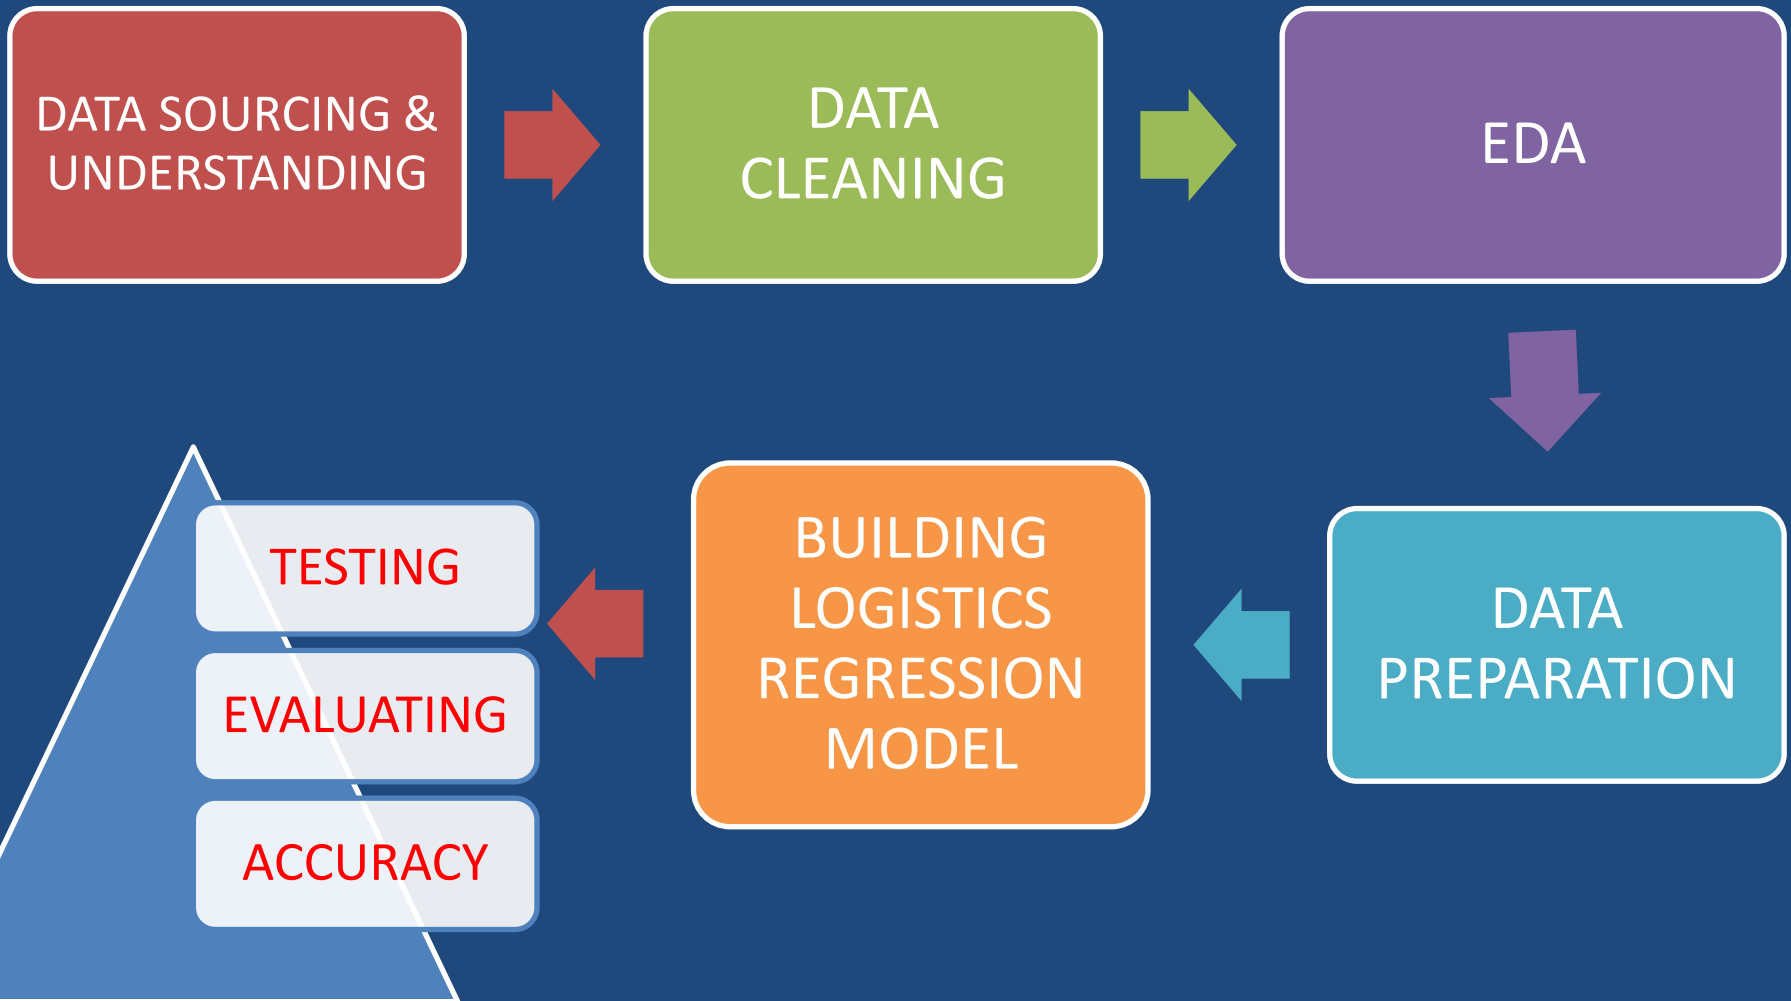 DATA SOURCING &
UNDERSTANDING
DATA
CLEANING
EDA
DATA
PREPARATION
BUILDING
LOGISTICS
REGRESSION
MODEL
TESTING
EVALUATING
ACCURACY